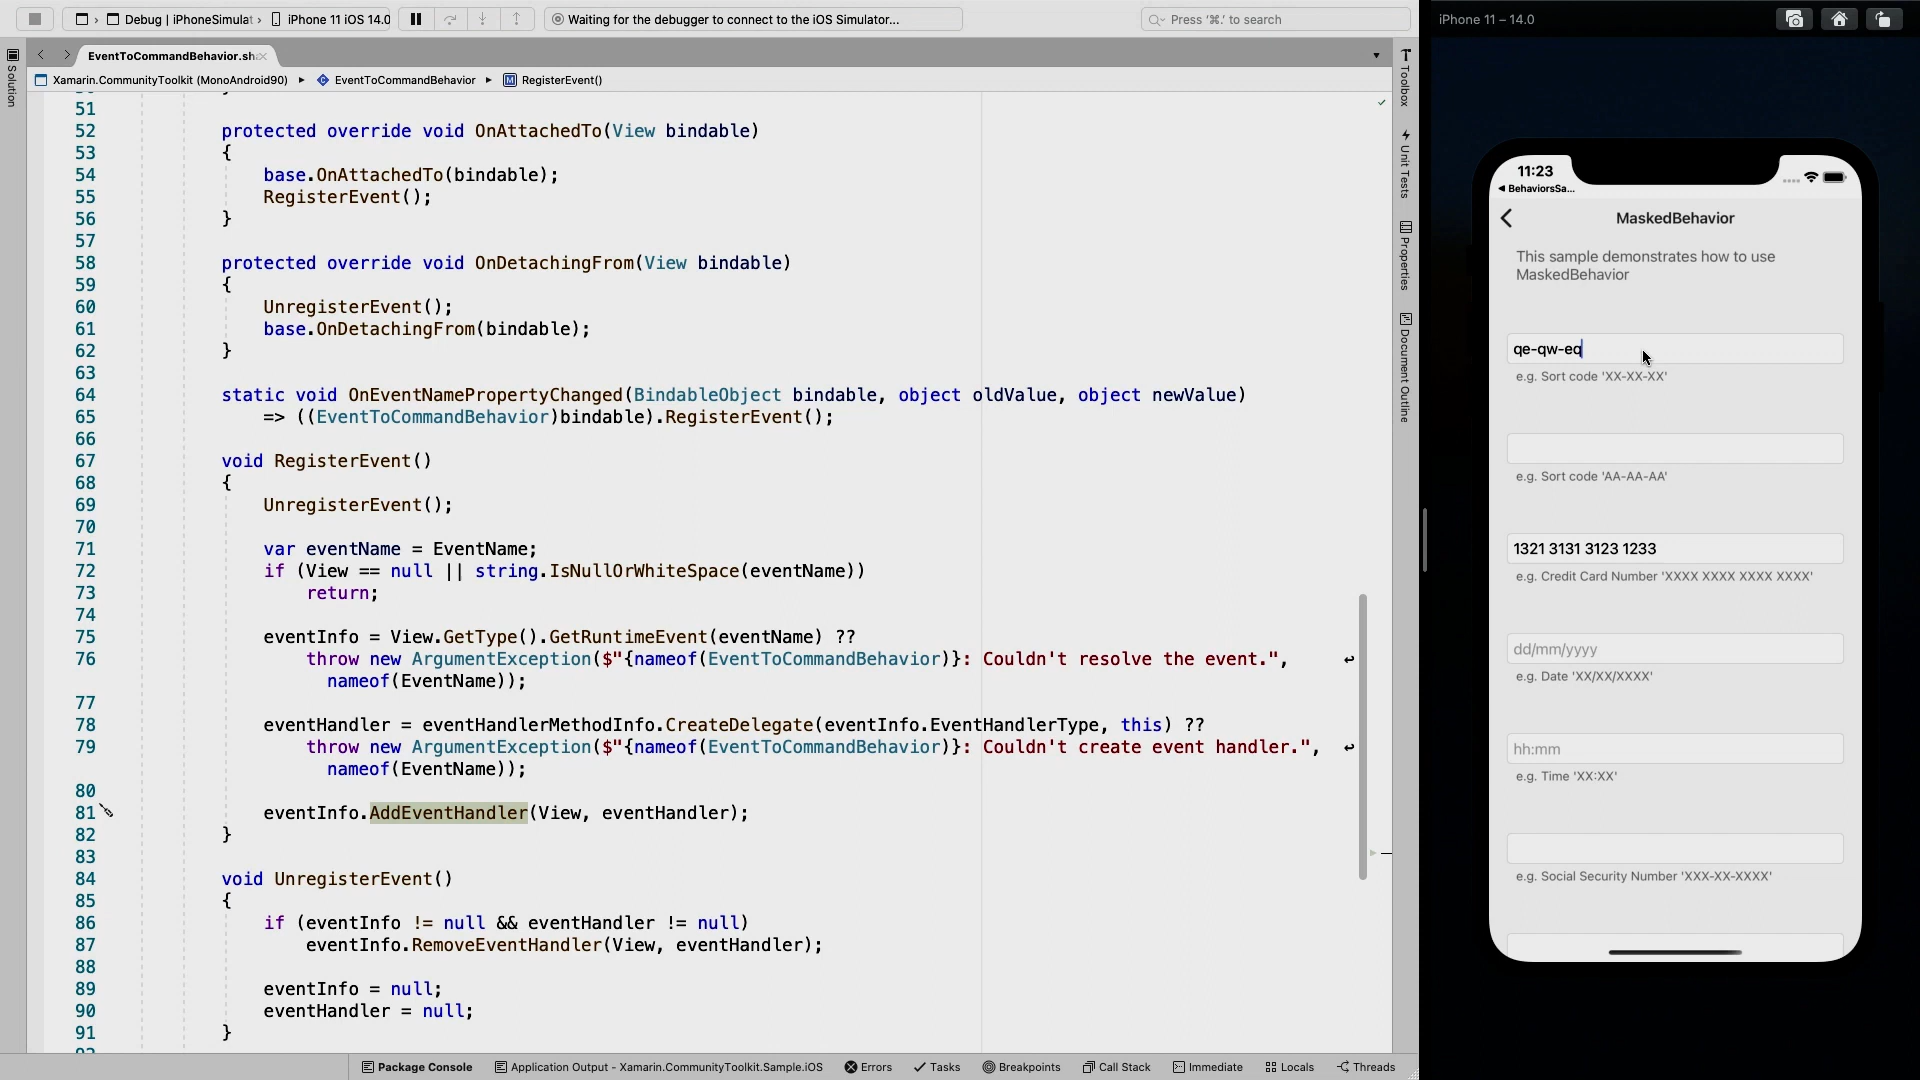 Debug | iPhoneSimulat › iPhone 11 iOS 14.0
Waiting for the debugger to connect to the iOS Simulator...
Press '⌘.' to search
iPhone 11 – 14.0
EventToCommandBehavior.sh
Xamarin.CommunityToolkit (MonoAndroid90) ▸ EventToCommandBehavior ▸ RegisterEvent()
Solution
Toolbox
Unit Tests
Properties
Document Outline
51
52 protected override void OnAttachedTo(View bindable)
53 {
54 base.OnAttachedTo(bindable);
55 RegisterEvent();
56 }
57
58 protected override void OnDetachingFrom(View bindable)
59 {
60 UnregisterEvent();
61 base.OnDetachingFrom(bindable);
62 }
63
64 static void OnEventNamePropertyChanged(BindableObject bindable, object oldValue, object newValue)
65 => ((EventToCommandBehavior)bindable).RegisterEvent();
66
67 void RegisterEvent()
68 {
69 UnregisterEvent();
70
71 var eventName = EventName;
72 if (View == null || string.IsNullOrWhiteSpace(eventName))
73 return;
74
75 eventInfo = View.GetType().GetRuntimeEvent(eventName) ??
76 throw new ArgumentException($"{nameof(EventToCommandBehavior)}: Couldn't resolve the event.",
nameof(EventName));
77
78 eventHandler = eventHandlerMethodInfo.CreateDelegate(eventInfo.EventHandlerType, this) ??
79 throw new ArgumentException($"{nameof(EventToCommandBehavior)}: Couldn't create event handler.",
nameof(EventName));
80
81 eventInfo.AddEventHandler(View, eventHandler);
82 }
83
84 void UnregisterEvent()
85 {
86 if (eventInfo != null && eventHandler != null)
87 eventInfo.RemoveEventHandler(View, eventHandler);
88
89 eventInfo = null;
90 eventHandler = null;
91 }
Package Console
Application Output - Xamarin.CommunityToolkit.Sample.iOS
Errors
Tasks
Breakpoints
Call Stack
Immediate
Locals
Threads
11:23
BehaviorsSa...
MaskedBehavior
This sample demonstrates how to use
MaskedBehavior
qe-qw-eq
e.g. Sort code 'XX-XX-XX'
e.g. Sort code 'AA-AA-AA'
1321 3131 3123 1233
e.g. Credit Card Number 'XXXX XXXX XXXX XXXX'
dd/mm/yyyy
e.g. Date 'XX/XX/XXXX'
hh:mm
e.g. Time 'XX:XX'
e.g. Social Security Number 'XXX-XX-XXXX'